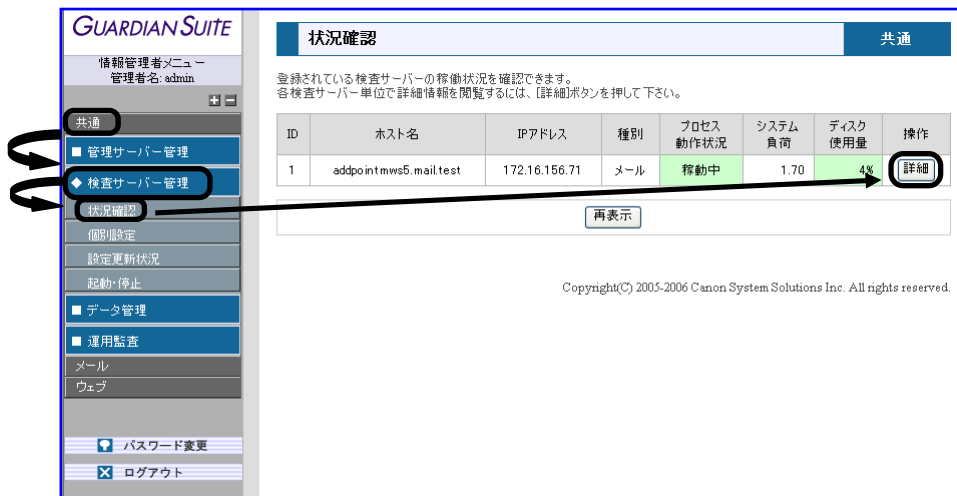 GUARDIAN SUITE
情報管理者メニュー
管理者名: admin
共通
■ 管理サーバー管理
◆ 検査サーバー管理
状況確認
個別設定
設定更新状況
起動・停止
■ データ管理
■ 運用監査
メール
ウェブ
パスワード変更
ログアウト
状況確認 共通
登録されている検査サーバーの稼働状況を確認できます。
各検査サーバー単位で詳細情報を閲覧するには、[詳細]ボタンを押して下さい。
ID ホスト名 IPアドレス 種別 プロセス動作状況 システム負荷 ディスク使用量 操作
1 addpointmws5.mail.test 172.16.156.71 メール 稼動中 1.70 4% 詳細
再表示
Copyright(C) 2005-2006 Canon System Solutions Inc. All rights reserved.